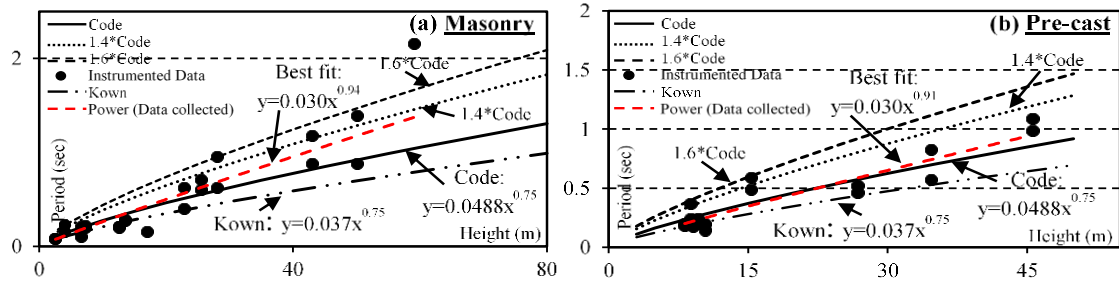 (a) Masonry
Code
1.4*Code
1.6*Code
Instrumented Data
Kown
Power (Data collected)
Best fit:
y=0.030x^0.94
1.6*Code
1.4*Code
Code:
y=0.0488x^0.75
Kown: y=0.037x^0.75
Period (sec)
Height (m)
2
1
0
0 40 80
(b) Pre-cast
Code
1.4*Code
1.6*Code
Instrumented Data
Kown
Power (Data collected)
Best fit:
y=0.030x^0.91
1.4*Code
1.6*Code
Code:
y=0.0488x^0.75
Kown: y=0.037x^0.75
Period (sec)
Height (m)
2
1.5
1
0.5
0
0 15 30 45